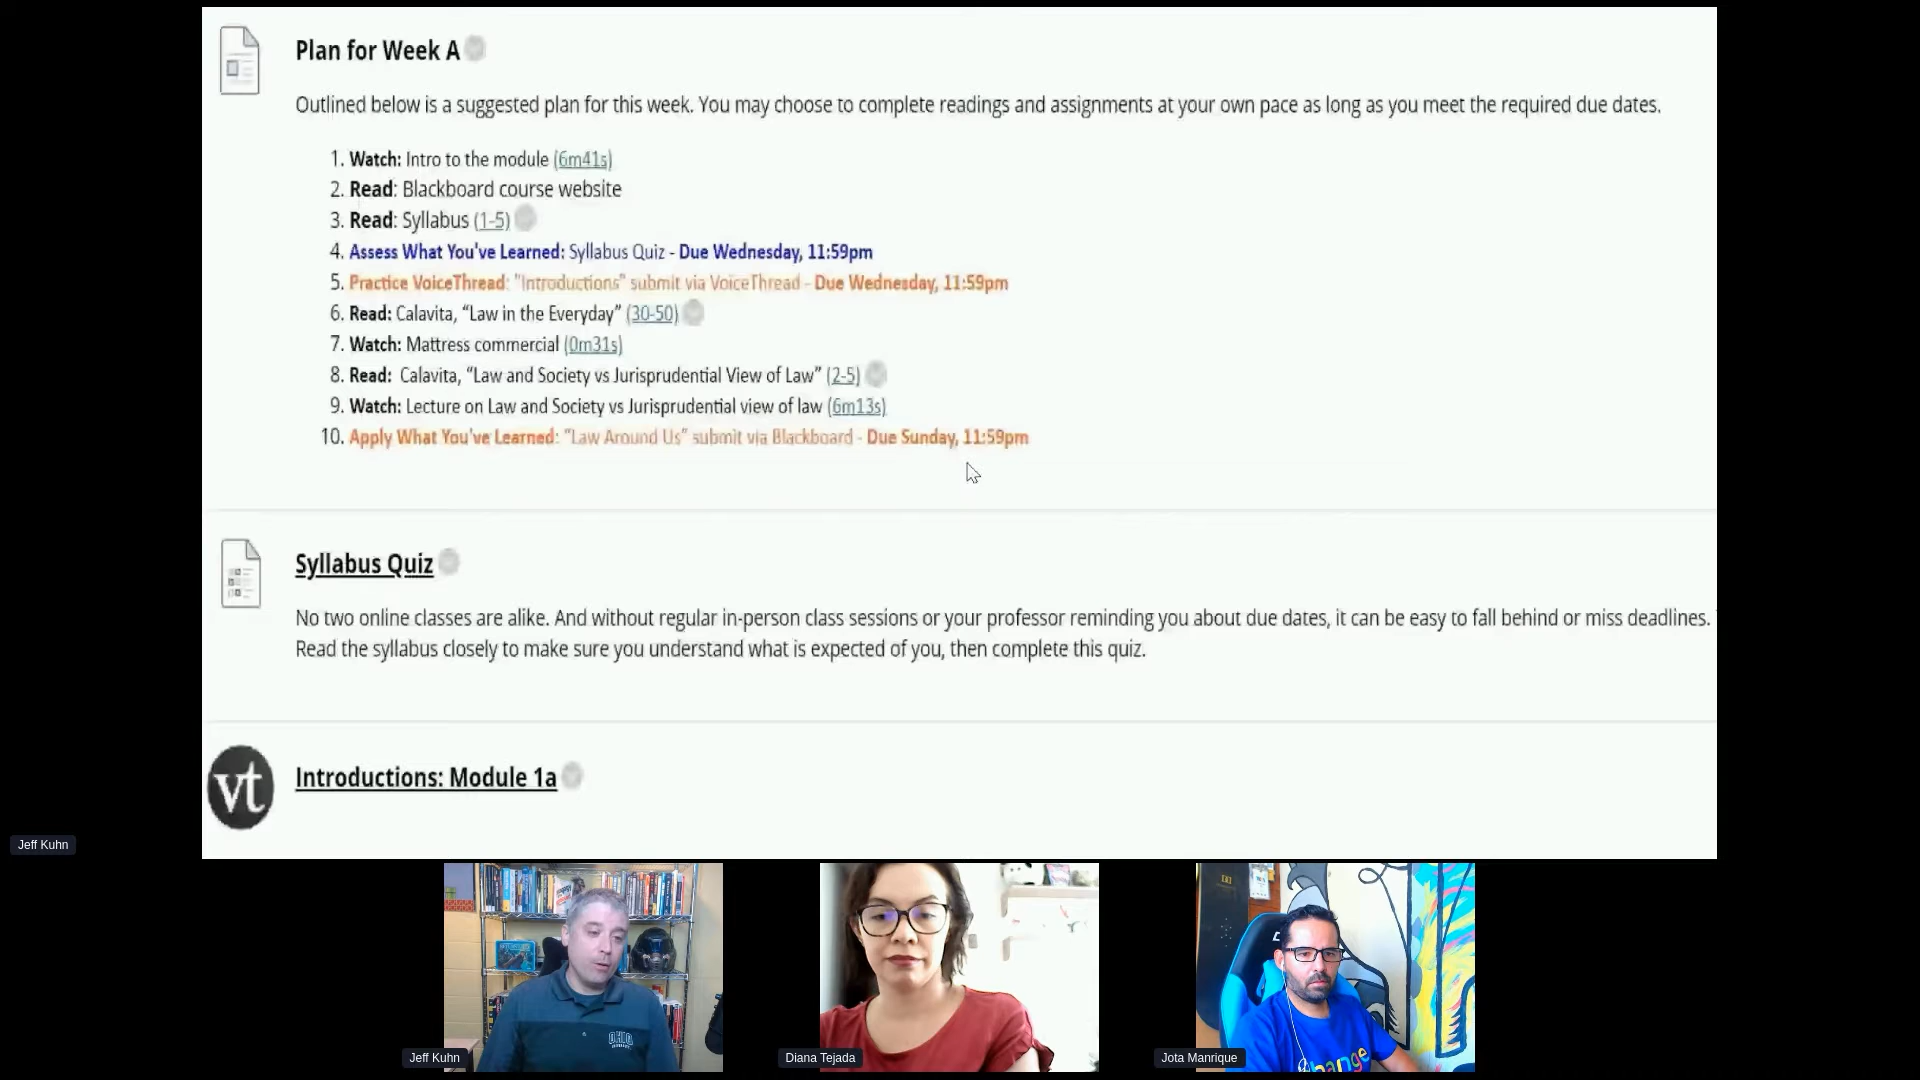 Plan for Week A
Outlined below is a suggested plan for this week. You may choose to complete readings and assignments at your own pace as long as you meet the required due dates.
1. Watch: Intro to the module (6m41s)
2. Read: Blackboard course website
3. Read: Syllabus (1-5)
4. Assess What You've Learned: Syllabus Quiz - Due Wednesday, 11:59pm
5. Practice VoiceThread: "Introductions" submit via VoiceThread - Due Wednesday, 11:59pm
6. Read: Calavita, “Law in the Everyday” (30-50)
7. Watch: Mattress commercial (0m31s)
8. Read: Calavita, “Law and Society vs Jurisprudential View of Law” (2-5)
9. Watch: Lecture on Law and Society vs Jurisprudential view of law (6m13s)
10. Apply What You've Learned: “Law Around Us” submit via Blackboard - Due Sunday, 11:59pm
Syllabus Quiz
No two online classes are alike. And without regular in-person class sessions or your professor reminding you about due dates, it can be easy to fall behind or miss deadlines.
Read the syllabus closely to make sure you understand what is expected of you, then complete this quiz.
vt
Introductions: Module 1a
Jeff Kuhn
OHIO
hange
Jeff Kuhn
Diana Tejada
Jota Manrique